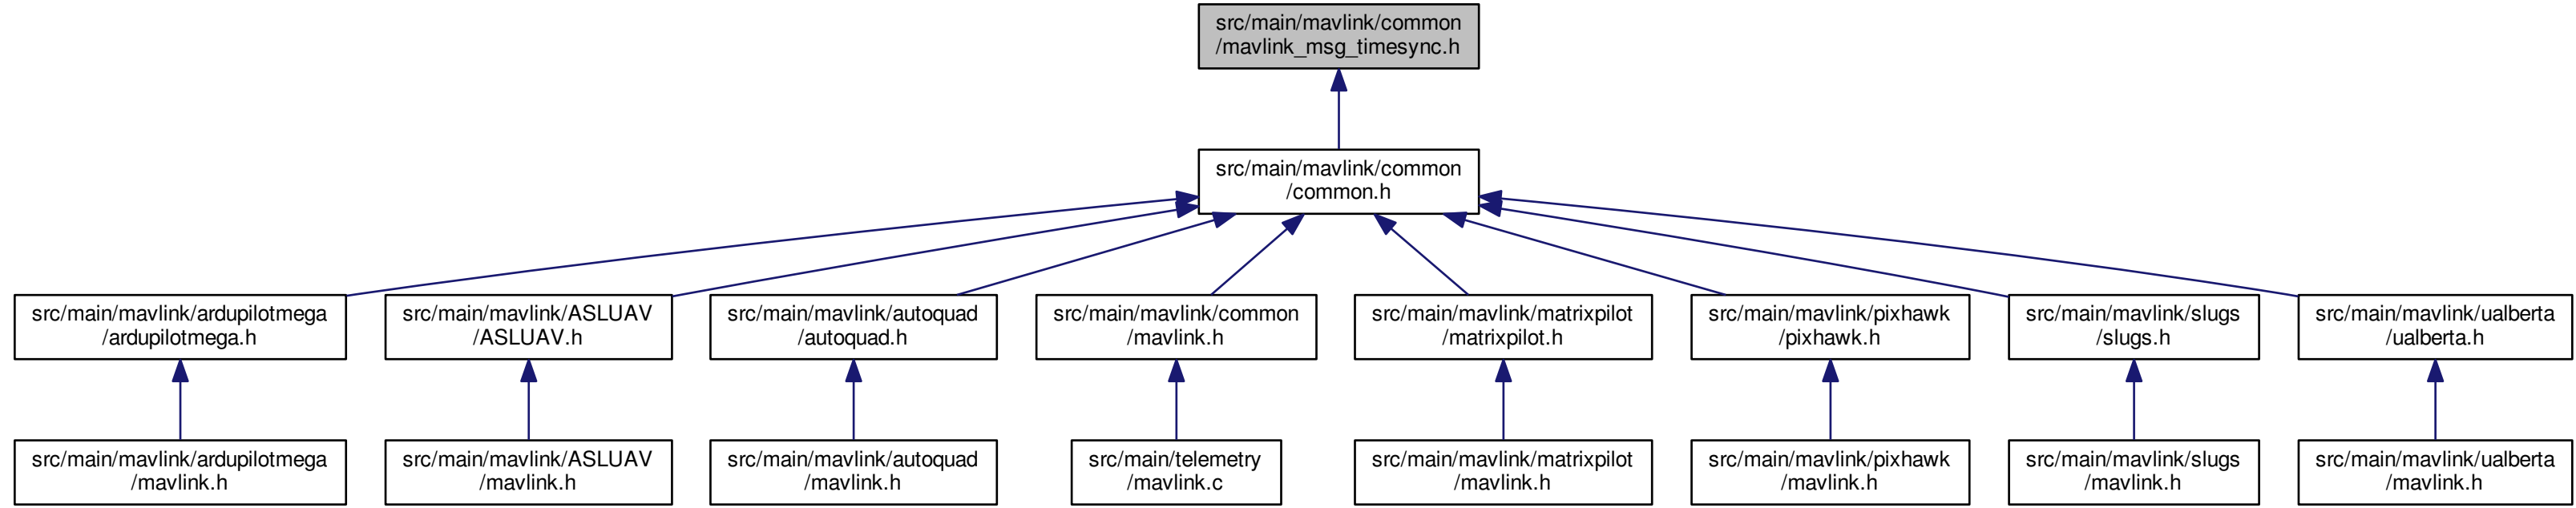 src/main/mavlink/common
/mavlink_msg_timesync.h
src/main/mavlink/common
/common.h
src/main/mavlink/ardupilotmega
/ardupilotmega.h
src/main/mavlink/ASLUAV
/ASLUAV.h
src/main/mavlink/autoquad
/autoquad.h
src/main/mavlink/common
/mavlink.h
src/main/mavlink/matrixpilot
/matrixpilot.h
src/main/mavlink/pixhawk
/pixhawk.h
src/main/mavlink/slugs
/slugs.h
src/main/mavlink/ualberta
/ualberta.h
src/main/mavlink/ardupilotmega
/mavlink.h
src/main/mavlink/ASLUAV
/mavlink.h
src/main/mavlink/autoquad
/mavlink.h
src/main/telemetry
/mavlink.c
src/main/mavlink/matrixpilot
/mavlink.h
src/main/mavlink/pixhawk
/mavlink.h
src/main/mavlink/slugs
/mavlink.h
src/main/mavlink/ualberta
/mavlink.h